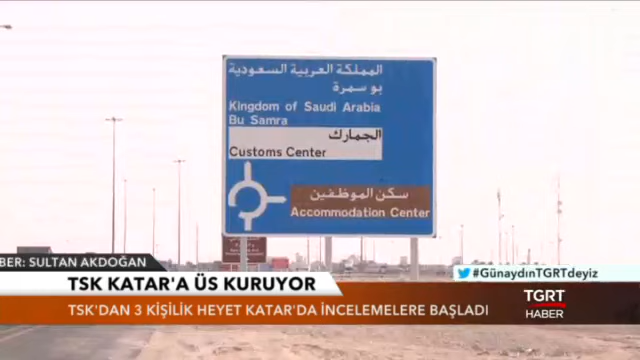 المملكة العربية السعودية
بو سمرة
Kingdom of Saudi Arabia
Bu Samra
الجمارك
Customs Center
سكن الموظفين
Accommodation Center
BER: SULTAN AKDOĞAN
#GünaydınTGRTdeyiz
TSK KATAR'A ÜS KURUYOR
TSK'DAN 3 KİŞİLİK HEYET KATAR'DA İNCELEMELERE BAŞLADI
TGRT
HABER